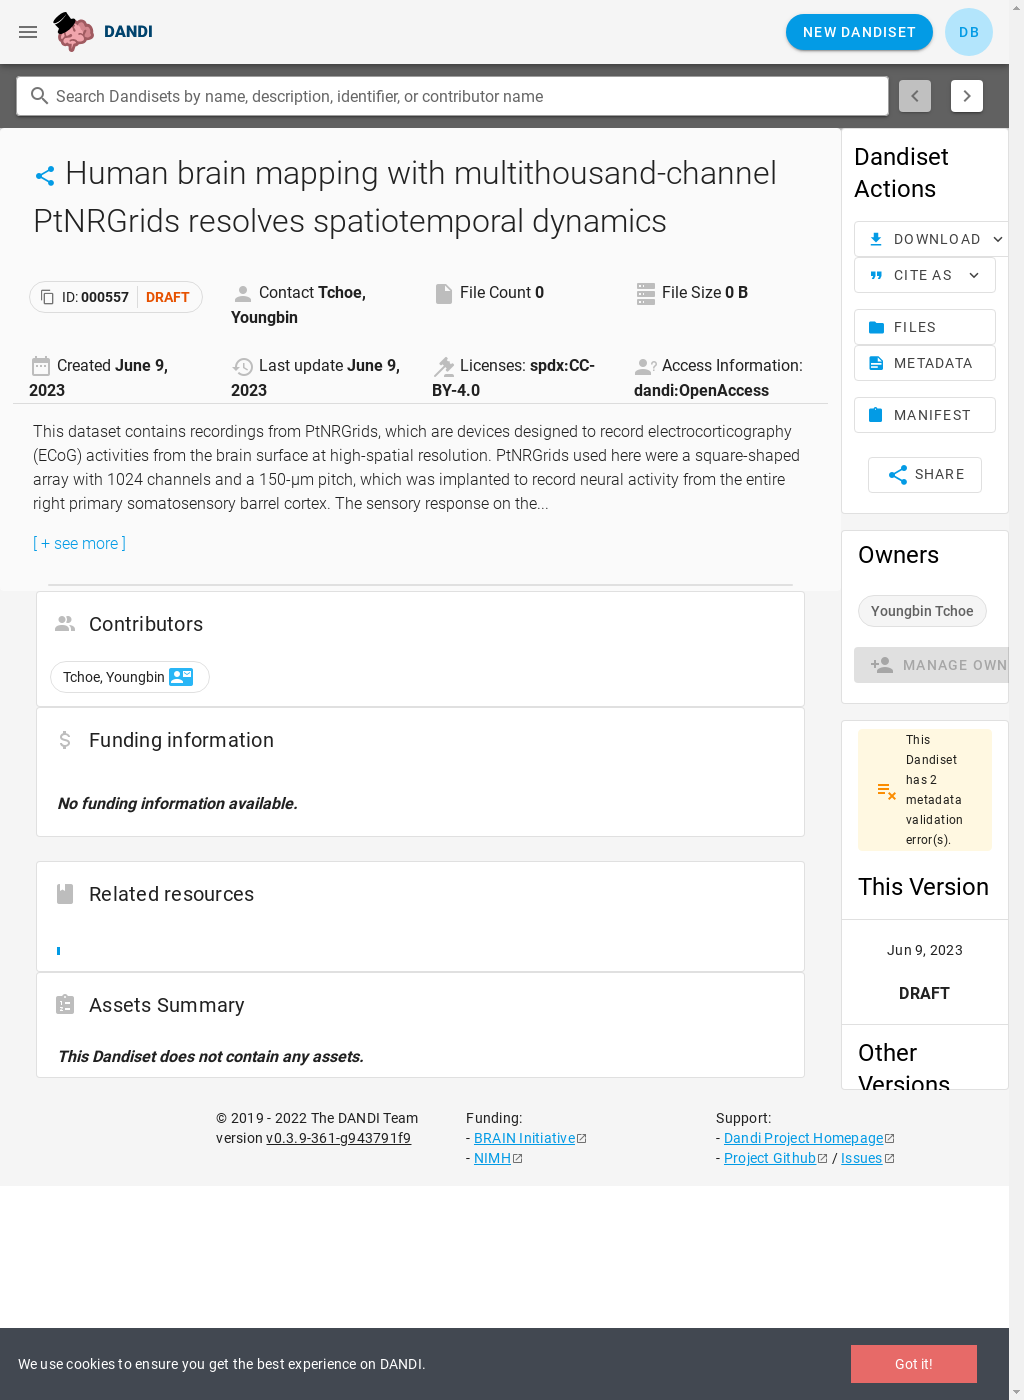 DANDI
NEW DANDISET
DB
Search Dandisets by name, description, identifier, or contributor name
Human brain mapping with multithousand-channel
PtNRGrids resolves spatiotemporal dynamics
ID: 000557 DRAFT
Contact Tchoe,
Youngbin
File Count 0
File Size 0 B
Created June 9,
2023
Last update June 9,
2023
Licenses: spdx:CC-
BY-4.0
Access Information:
dandi:OpenAccess
This dataset contains recordings from PtNRGrids, which are devices designed to record electrocorticography
(ECoG) activities from the brain surface at high-spatial resolution. PtNRGrids used here were a square-shaped
array with 1024 channels and a 150-μm pitch, which was implanted to record neural activity from the entire
right primary somatosensory barrel cortex. The sensory response on the...
[ + see more ]
Contributors
Tchoe, Youngbin
Funding information
No funding information available.
Related resources
Assets Summary
This Dandiset does not contain any assets.
Dandiset
Actions
DOWNLOAD
CITE AS
FILES
METADATA
MANIFEST
SHARE
Owners
Youngbin Tchoe
MANAGE OWN
This
Dandiset
has 2
metadata
validation
error(s).
This Version
Jun 9, 2023
DRAFT
Other
Versions
© 2019 - 2022 The DANDI Team
version v0.3.9-361-g943791f9
Funding:
- BRAIN Initiative
- NIMH
Support:
- Dandi Project Homepage
- Project Github / Issues
We use cookies to ensure you get the best experience on DANDI.
Got it!